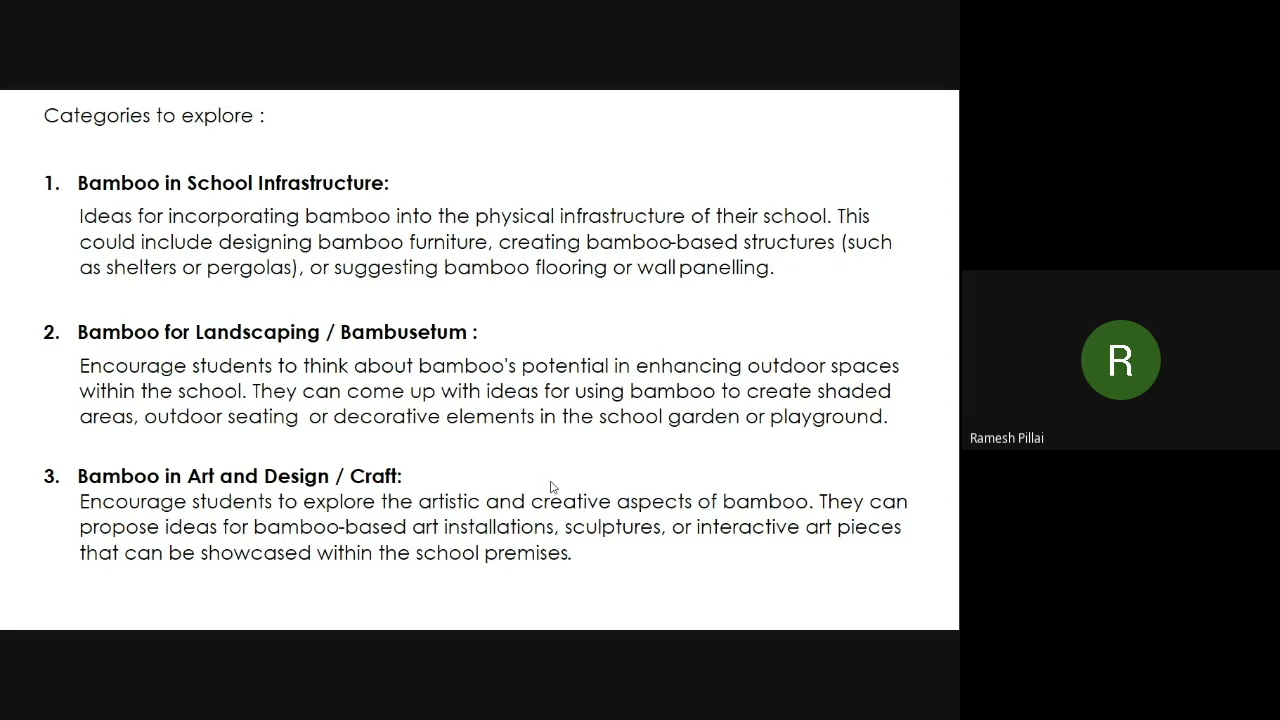 Categories to explore :
1. Bamboo in School Infrastructure:
Ideas for incorporating bamboo into the physical infrastructure of their school. This
could include designing bamboo furniture, creating bamboo-based structures (such
as shelters or pergolas), or suggesting bamboo flooring or wall panelling.
2. Bamboo for Landscaping / Bambusetum :
Encourage students to think about bamboo's potential in enhancing outdoor spaces
within the school. They can come up with ideas for using bamboo to create shaded
areas, outdoor seating  or decorative elements in the school garden or playground.
3. Bamboo in Art and Design / Craft:
Encourage students to explore the artistic and creative aspects of bamboo. They can
propose ideas for bamboo-based art installations, sculptures, or interactive art pieces
that can be showcased within the school premises.
R
Ramesh Pillai